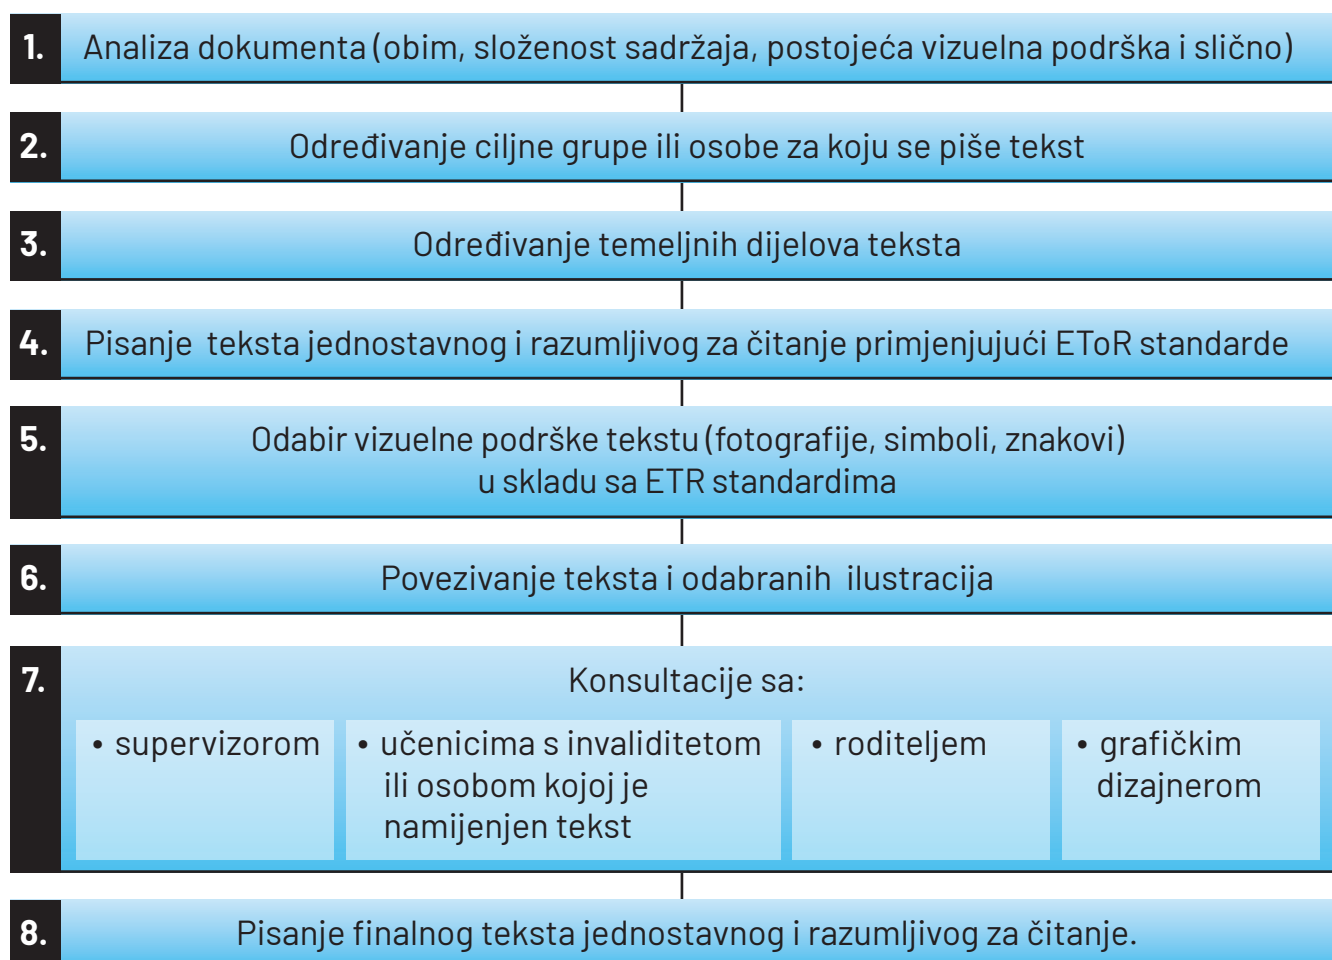 1. Analiza dokumenta (obim, složenost sadržaja, postojeća vizuelna podrška i slično)
2. Određivanje ciljne grupe ili osobe za koju se piše tekst
3. Određivanje temeljnih dijelova teksta
4. Pisanje teksta jednostavnog i razumljivog za čitanje primjenjujući EToR standarde
5. Odabir vizuelne podrške tekstu (fotografije, simboli, znakovi)
u skladu sa ETR standardima
6. Povezivanje teksta i odabranih ilustracija
7. Konsultacije sa:
• supervizorom
• učenicima s invaliditetom
ili osobom kojoj je
namijenjen tekst
• roditeljem
• grafičkim
dizajnerom
8. Pisanje finalnog teksta jednostavnog i razumljivog za čitanje.